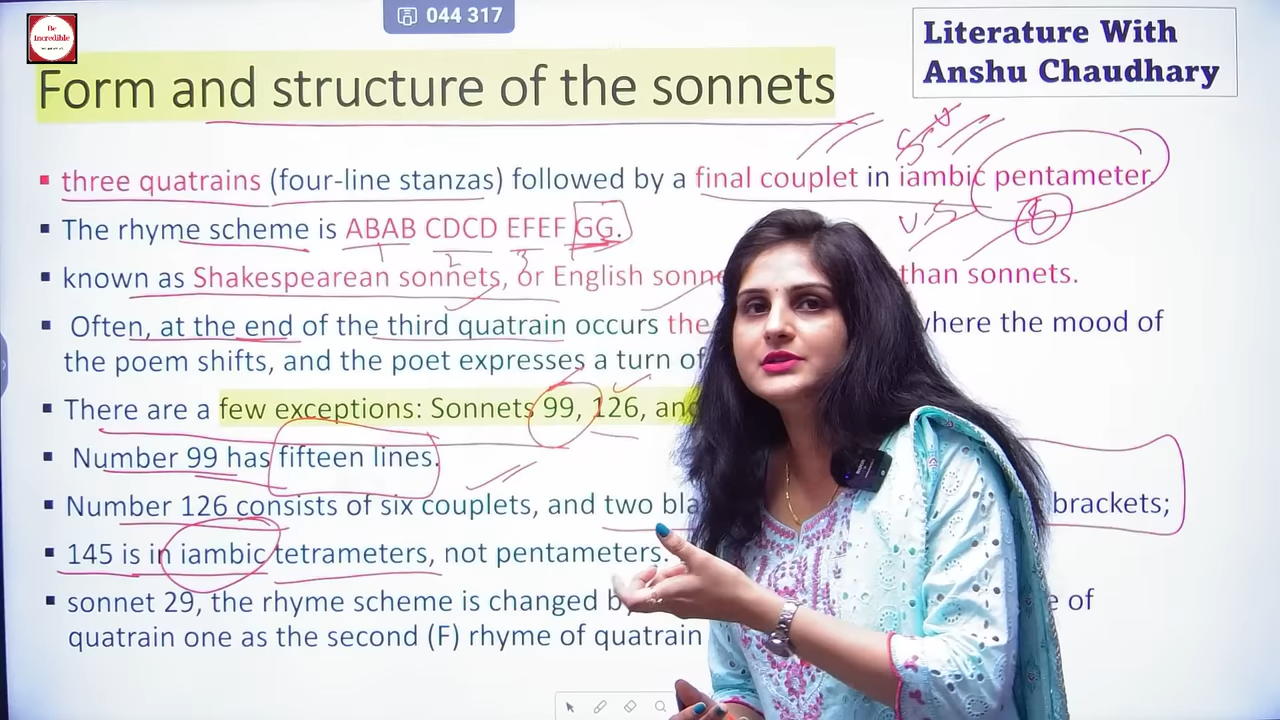 Be
Incredible
044 317
Literature With
Anshu Chaudhary
Form and structure of the sonnets
three quatrains (four-line stanzas) followed by a final couplet in iambic pentameter.
The rhyme scheme is ABAB CDCD EFEF GG.
1 2 3
known as Shakespearean sonnets, or English than sonnets.
Often, at the end of the third quatrain occurs the where the mood of
the poem shifts, and the poet expresses a turn of
There are a few exceptions: Sonnets 99, 126, and
Number 99 has fifteen lines.
Number 126 consists of six couplets, and two brackets;
145 is in iambic tetrameters, not pentameters.
sonnet 29, the rhyme scheme is changed of
quatrain one as the second (F) rhyme of quatrain